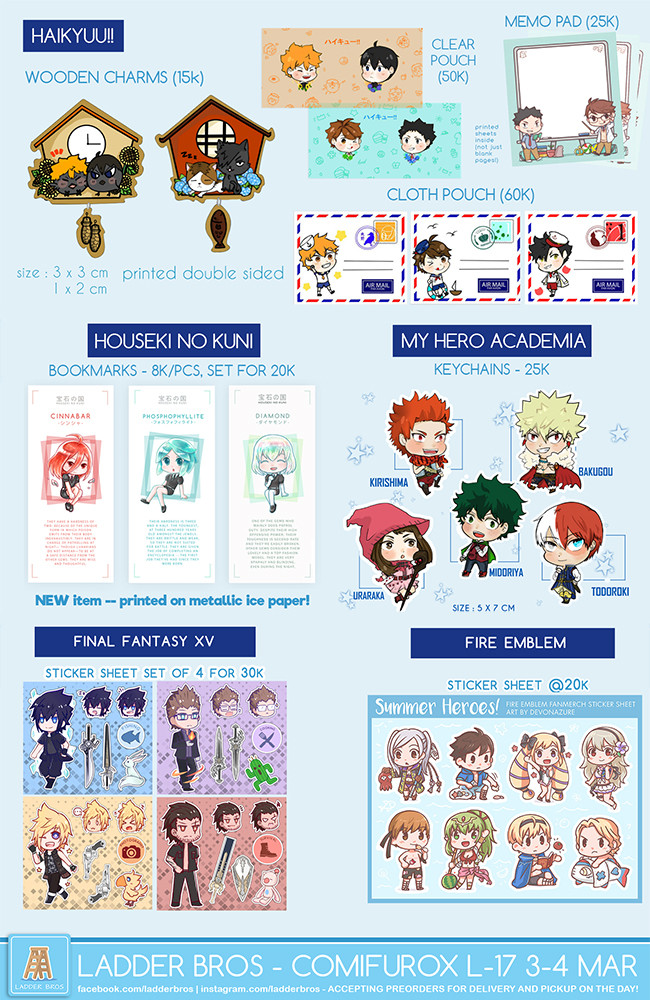 HAIKYUU!!
WOODEN CHARMS (15k)
size : 3 x 3 cm
1 x 2 cm
printed double sided
ハイキュー!!
ハイキュー!!
CLEAR
POUCH
(50K)
MEMO PAD (25K)
printed
sheets
inside
(not just
blank
pages!)
CLOTH POUCH (60K)
AIR MAIL
AIR MAIL
AIR MAIL
HOUSEKI NO KUNI
BOOKMARKS - 8K/PCS, SET FOR 20K
宝石の国
CINNABAR
-シンシャ-
宝石の国
PHOSPHOPHYLLITE
-フォスフォフィライト-
宝石の国
DIAMOND
-ダイヤモンド-
NEW item -- printed on metallic ice paper!
MY HERO ACADEMIA
KEYCHAINS - 25K
KIRISHIMA
BAKUGOU
URARAKA
MIDORIYA
TODOROKI
SIZE : 5 X 7 CM
FINAL FANTASY XV
STICKER SHEET SET OF 4 FOR 30K
FIRE EMBLEM
STICKER SHEET @20K
Summer Heroes!
FIRE EMBLEM FANMERCH STICKER SHEET
ART BY DEVONAZURE
LADDER BROS
LADDER BROS - COMIFUROX L-17 3-4 MAR
facebook.com/ladderbros | instagram.com/ladderbros - ACCEPTING PREORDERS FOR DELIVERY AND PICKUP ON THE DAY!